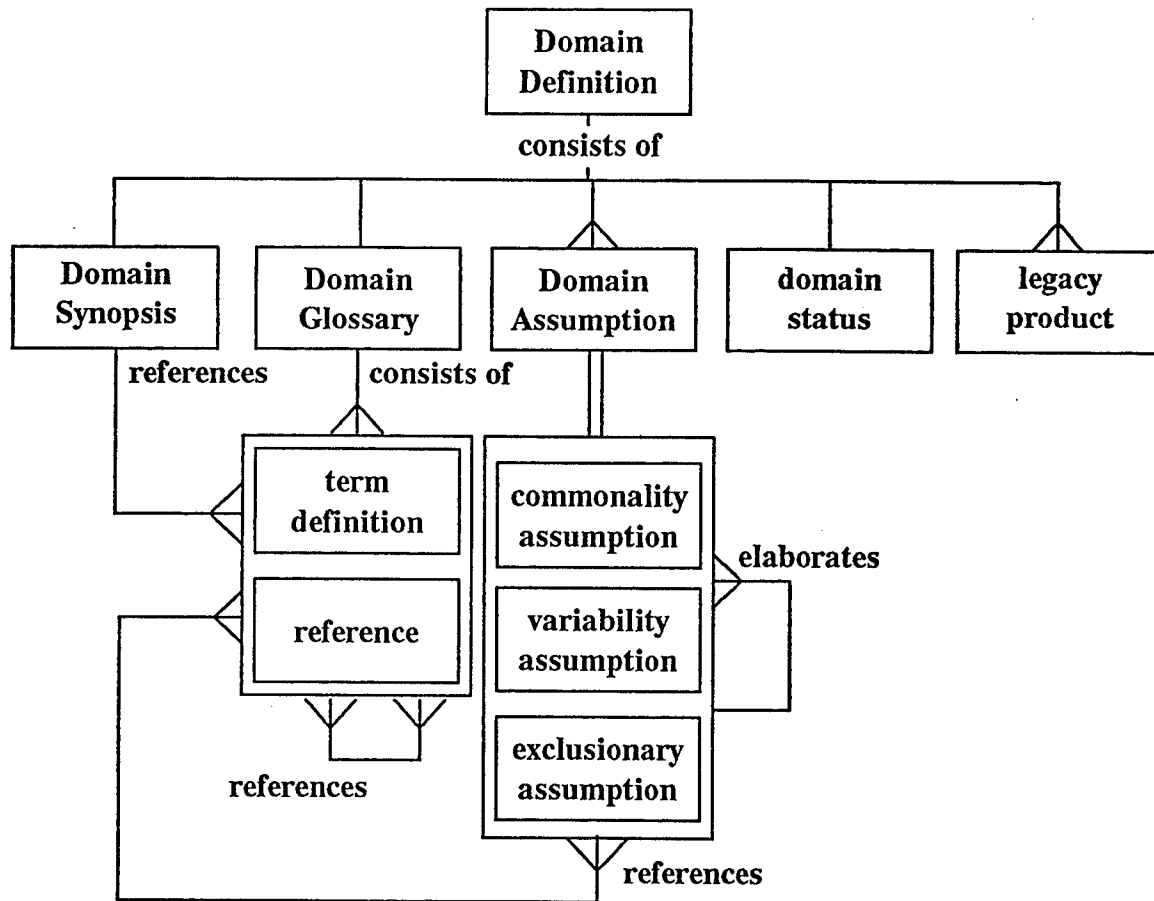 Domain
Definition
consists of
Domain
Synopsis
Domain
Glossary
Domain
Assumption
domain
status
legacy
product
references
consists of
term
definition
reference
references
commonality
assumption
variability
assumption
exclusionary
assumption
elaborates
references